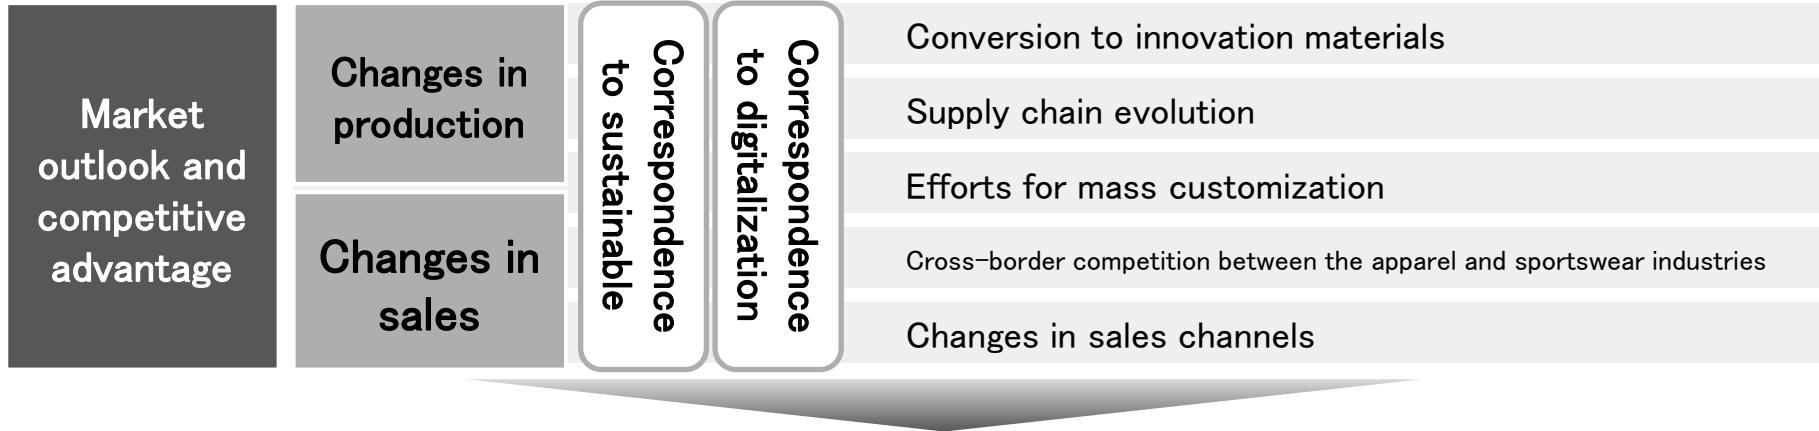 Market
outlook and
competitive
advantage
Changes in
production
Changes in
sales
Correspondence
to sustainable
Correspondence
to digitalization
Conversion to innovation materials
Supply chain evolution
Efforts for mass customization
Cross-border competition between the apparel and sportswear industries
Changes in sales channels